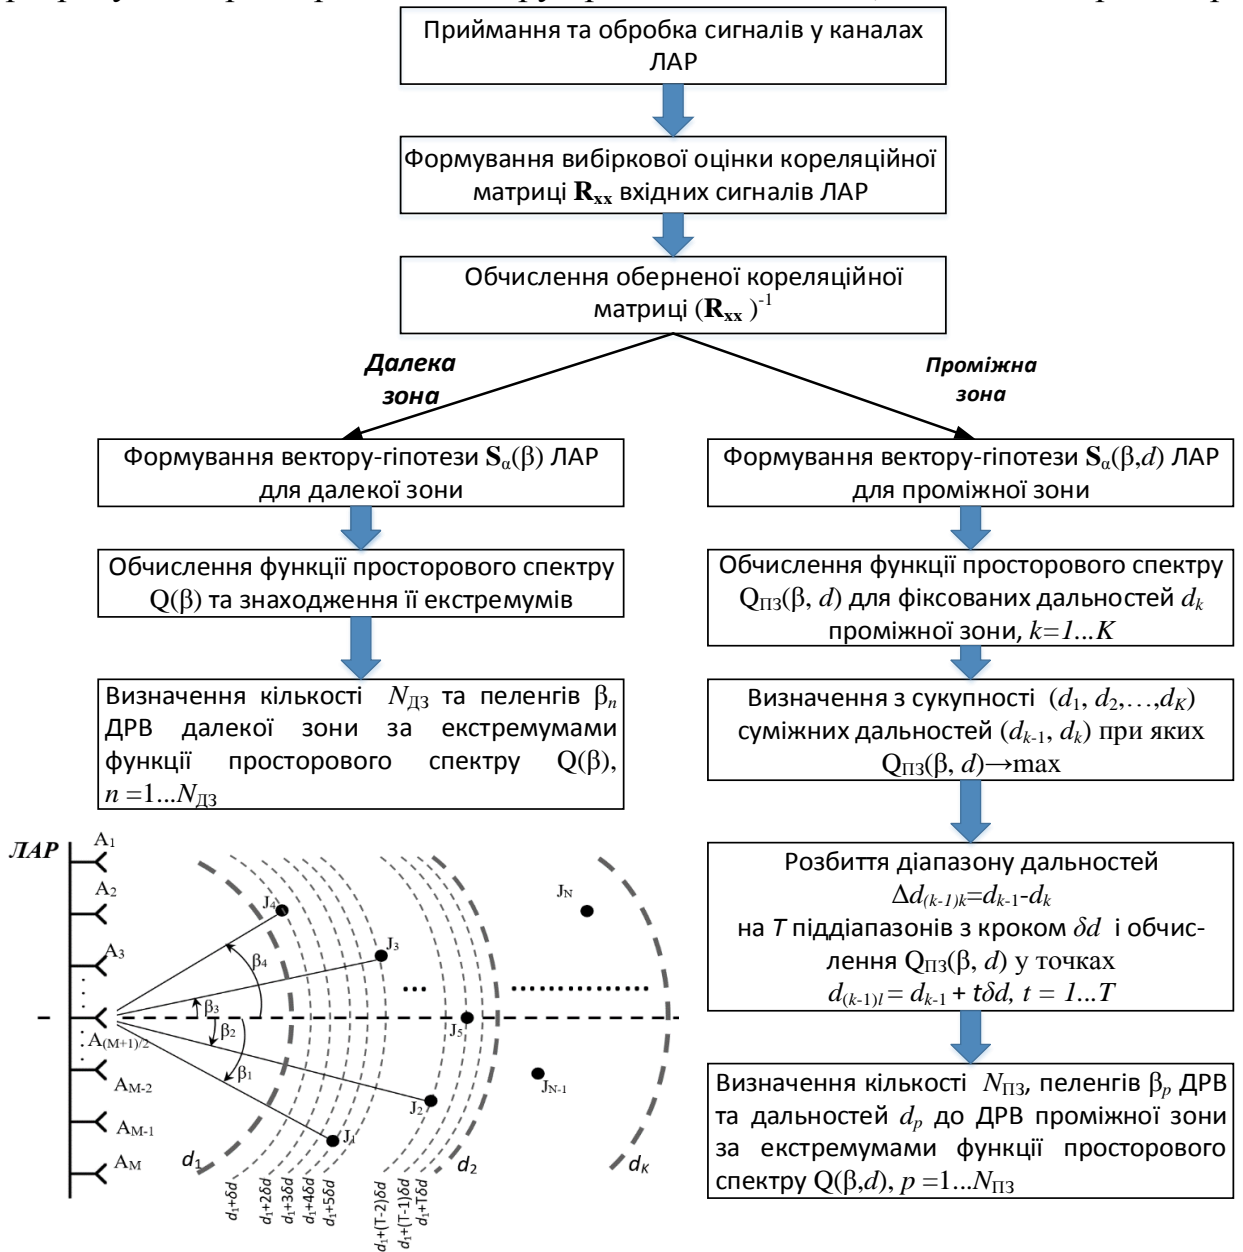 Приймання та обробка сигналів у каналах
ЛАР
Формування вибіркової оцінки кореляційної
матриці Rxx вхідних сигналів ЛАР
Обчислення оберненої кореляційної
матриці (Rxx )-1
Далека
зона
Проміжна
зона
Формування вектору-гіпотези Sα(β) ЛАР
для далекої зони
Обчислення функції просторового спектру
Q(β) та знаходження її екстремумів
Визначення кількості NДЗ та пеленгів βn
ДРВ далекої зони за екстремумами
функції просторового спектру Q(β),
n =1...NДЗ
Формування вектору-гіпотези Sα(β,d) ЛАР
для проміжної зони
Обчислення функції просторового спектру
QПЗ(β, d) для фіксованих дальностей dk
проміжної зони, k=1...K
Визначення з сукупності (d1, d2,…,dK)
суміжних дальностей (dk-1, dk) при яких
QПЗ(β, d)→max
Розбиття діапазону дальностей
Δd(k-1)k=dk-1-dk
на T піддіапазонів з кроком δd і обчис-
лення QПЗ(β, d) у точках
d(k-1)l = dk-1 + tδd, t = 1...T
Визначення кількості NПЗ, пеленгів βp ДРВ
та дальностей dp до ДРВ проміжної зони
за екстремумами функції просторового
спектру Q(β,d), p =1...NПЗ
ЛАР
A1
A2
A3
A(M+1)/2
AM-2
AM-1
AM
J4
J3
JN
β4
β3
β2
β1
J5
JN-1
J2
J1
d1
d2
dK
d1+δd
d1+2δd
d1+3δd
d1+4δd
d1+5δd
d1+(T-2)δd
d1+(T-1)δd
d1+Tδd